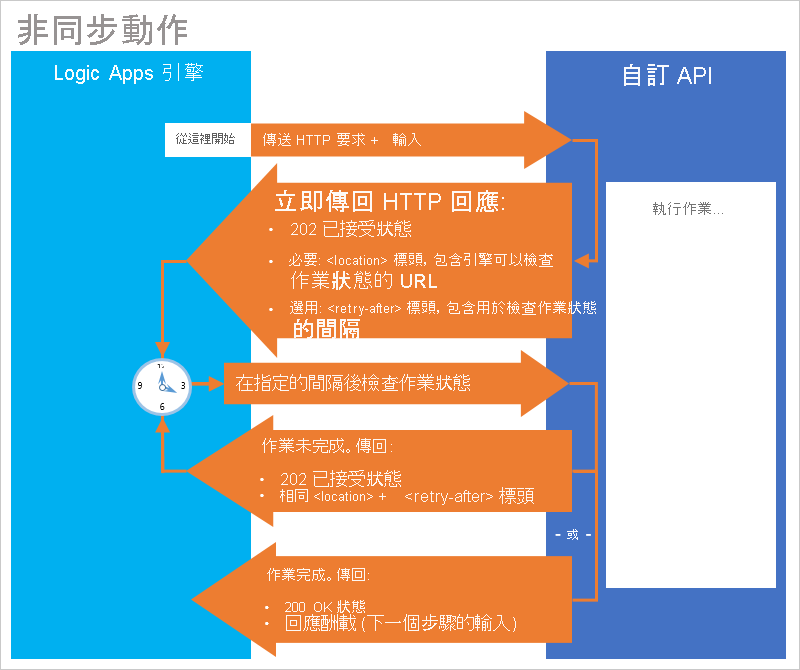 非同步動作
Logic Apps 引擎
自訂 API
從這裡開始
傳送 HTTP 要求 + 輸入
立即傳回 HTTP 回應:
• 202 已接受狀態
• 必要: <location> 標頭, 包含引擎可以檢查
作業狀態的 URL
• 選用: <retry-after> 標頭, 包含用於檢查作業狀態
的間隔
執行作業...
12
9 3
6
在指定的間隔後檢查作業狀態
作業未完成。傳回:
• 202 已接受狀態
• 相同 <location> + <retry-after> 標頭
- 或 -
作業完成。傳回:
• 200 OK 狀態
• 回應酬載 (下一個步驟的輸入)